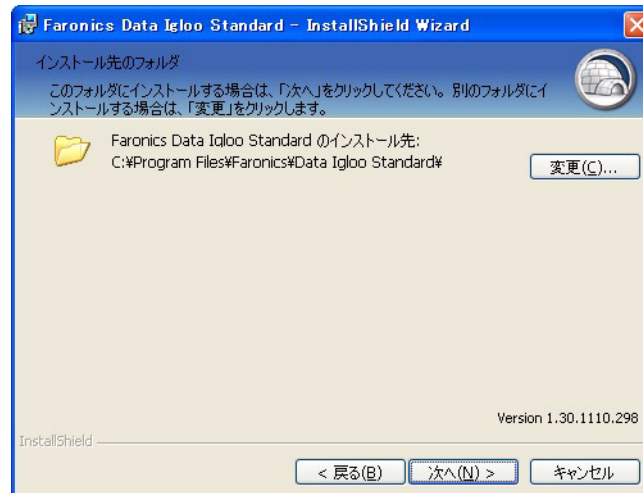 Faronics Data Igloo Standard - InstallShield Wizard
インストール先のフォルダ
このフォルダにインストールする場合は、「次へ」をクリックしてください。別のフォルダにイ
ンストールする場合は、「変更」をクリックします。
Faronics Data Igloo Standard のインストール先:
C:¥Program Files¥Faronics¥Data Igloo Standard¥
変更(C)...
Version 1.30.1110.298
InstallShield
< 戻る(B)
次へ(N) >
キャンセル